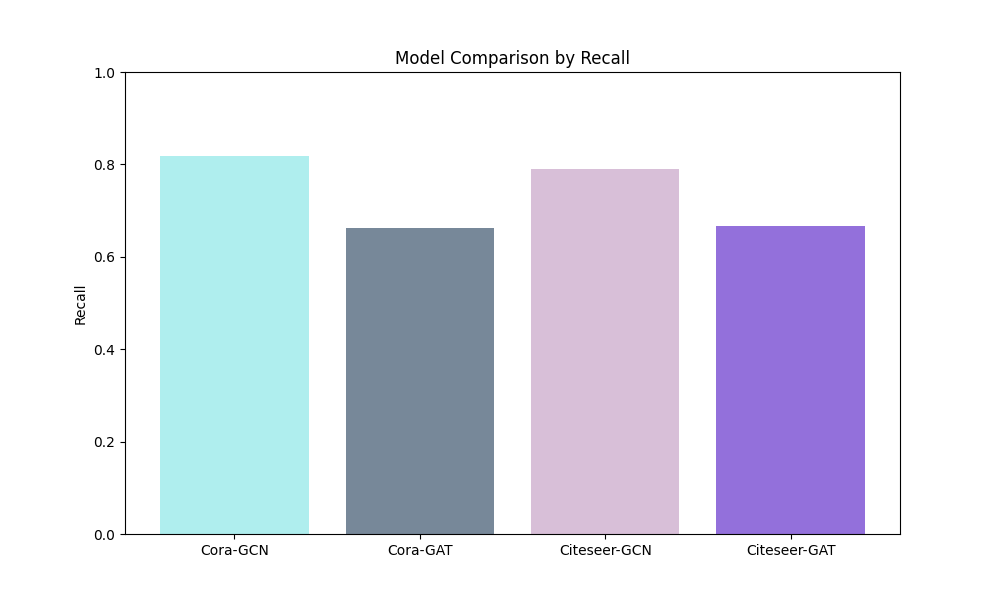 Model Comparison by Recall
1.0
0.8
0.6
0.4
0.2
0.0
Recall
Cora-GCN
Cora-GAT
Citeseer-GCN
Citeseer-GAT